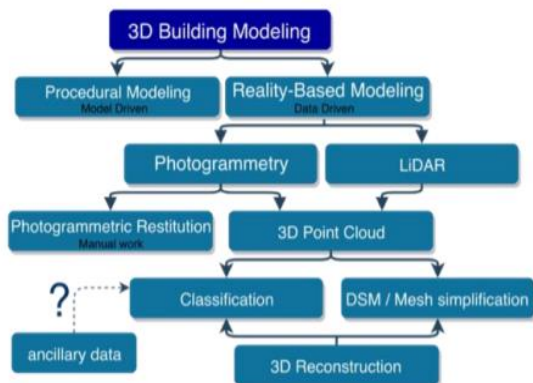 3D Building Modeling
Procedural Modeling
Model Driven
Reality-Based Modeling
Data Driven
Photogrammetry
LiDAR
Photogrammetric Restitution
Manual work
3D Point Cloud
?
Classification
DSM / Mesh simplification
ancillary data
3D Reconstruction